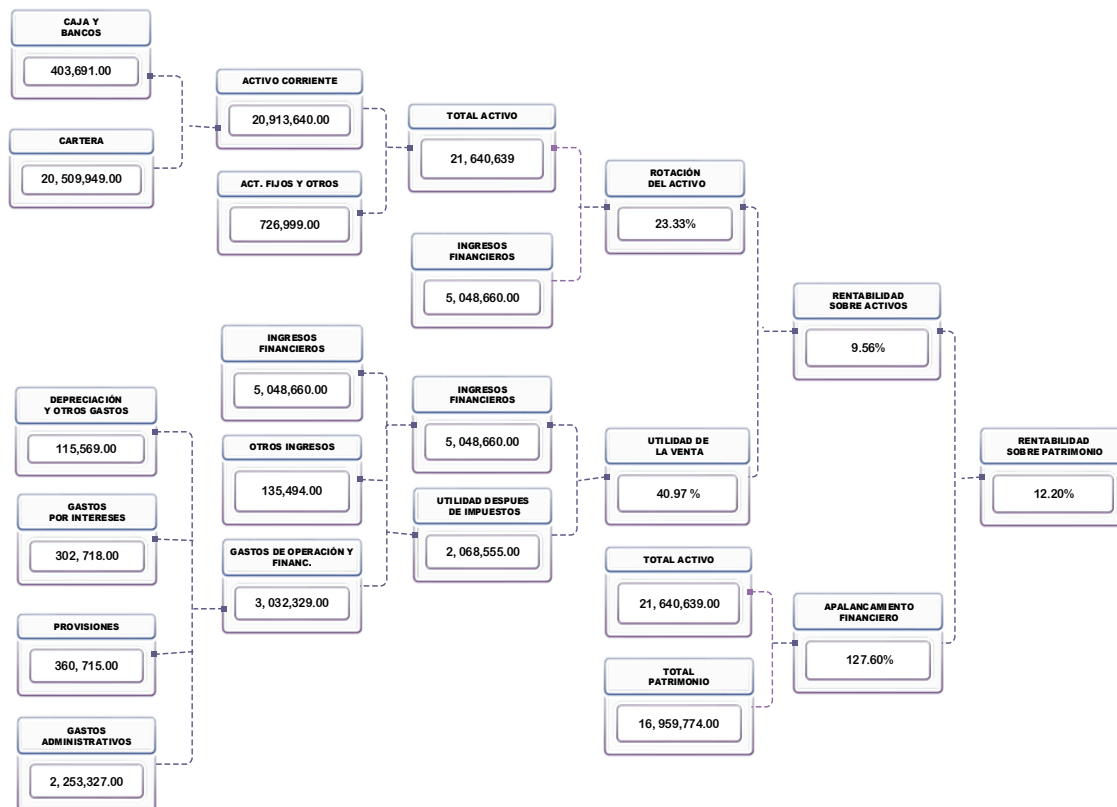 CAJA Y
BANCOS
403,691.00
CARTERA
20, 509,949.00
ACTIVO CORRIENTE
20,913,640.00
ACT. FIJOS Y OTROS
726,999.00
TOTAL ACTIVO
21, 640,639
INGRESOS
FINANCIEROS
5, 048,660.00
ROTACIÓN
DEL ACTIVO
23.33%
RENTABILIDAD
SOBRE ACTIVOS
9.56%
DEPRECIACIÓN
Y OTROS GASTOS
115,569.00
GASTOS
POR INTERESES
302, 718.00
PROVISIONES
360, 715.00
GASTOS
ADMINISTRATIVOS
2, 253,327.00
INGRESOS
FINANCIEROS
5, 048,660.00
OTROS INGRESOS
135,494.00
GASTOS DE OPERACIÓN Y
FINANC.
3, 032,329.00
INGRESOS
FINANCIEROS
5, 048,660.00
UTILIDAD DESPUES
DE IMPUESTOS
2, 068,555.00
UTILIDAD DE
LA VENTA
40.97 %
TOTAL ACTIVO
21, 640,639.00
TOTAL
PATRIMONIO
16, 959,774.00
APALANCAMIENTO
FINANCIERO
127.60%
RENTABILIDAD
SOBRE PATRIMONIO
12.20%